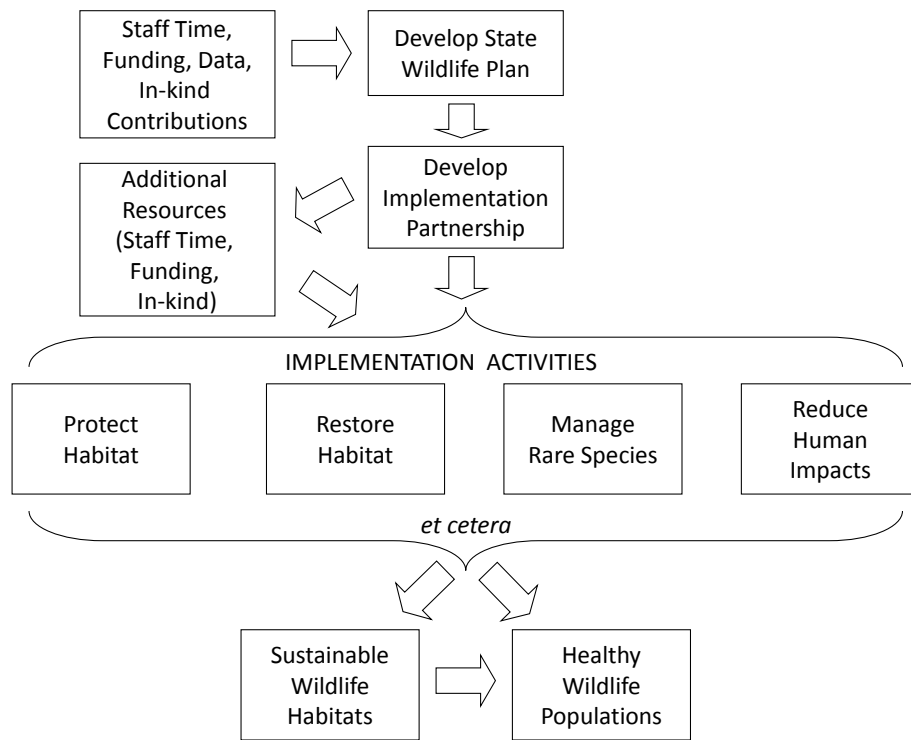 Staff Time,
Funding, Data,
In-kind
Contributions
Develop State
Wildlife Plan
Additional
Resources
(Staff Time,
Funding,
In-kind)
Develop
Implementation
Partnership
IMPLEMENTATION ACTIVITIES
Protect
Habitat
Restore
Habitat
Manage
Rare Species
Reduce
Human
Impacts
et cetera
Sustainable
Wildlife
Habitats
Healthy
Wildlife
Populations